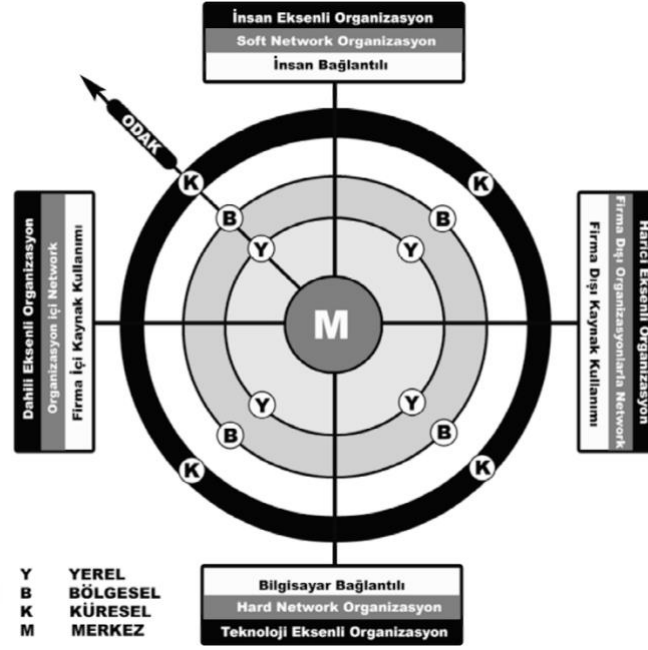 İnsan Eksenli Organizasyon
Soft Network Organizasyon
İnsan Bağlantılı
ODAK
K
K
B
B
Y
Y
Dahili Eksenli Organizasyon
Organizasyon içi Network
Firma İçi Kaynak Kullanımı
M
Firma Dışı Kaynak Kullanımı
Firma Dışı Organizasyonlarla Network
Harici Eksenli Organizasyon
Y
Y
B
B
K
K
Bilgisayar Bağlantılı
Hard Network Organizasyon
Teknoloji Eksenli Organizasyon
Y YEREL
B BÖLGESEL
K KÜRESEL
M MERKEZ